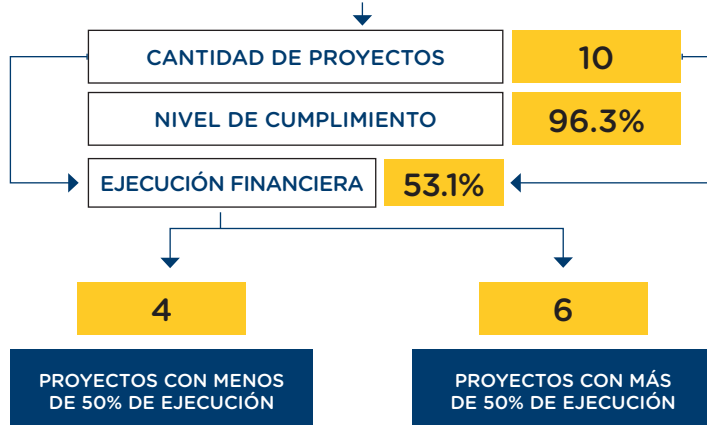 CANTIDAD DE PROYECTOS
10
NIVEL DE CUMPLIMIENTO
96.3%
EJECUCIÓN FINANCIERA
53.1%
4
6
PROYECTOS CON MENOS
DE 50% DE EJECUCIÓN
PROYECTOS CON MÁS
DE 50% DE EJECUCIÓN